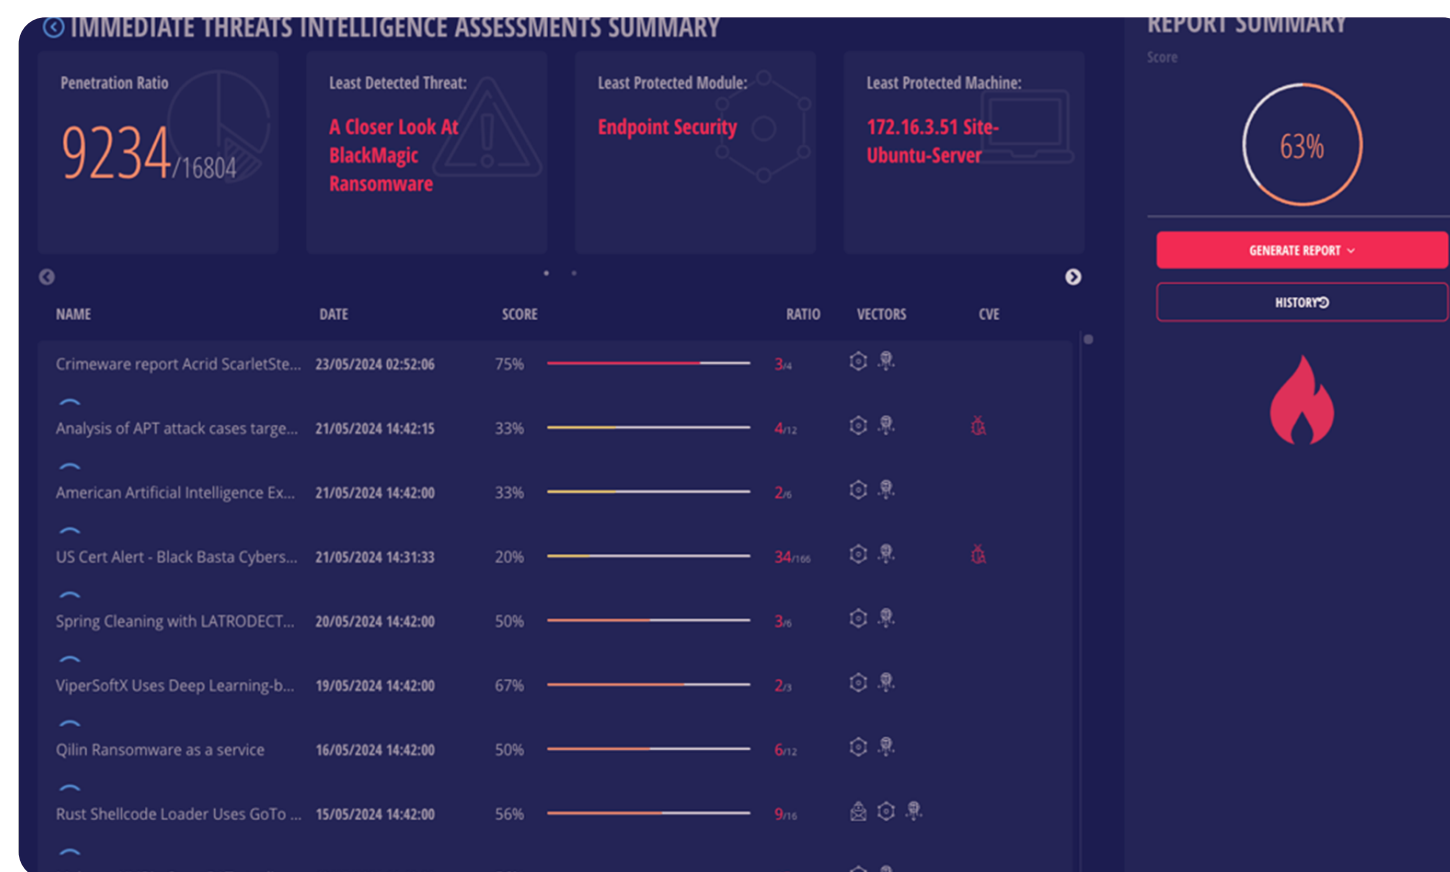 IMMEDIATE THREATS INTELLIGENCE ASSESSMENTS SUMMARY
Penetration Ratio
9234/16804
Least Detected Threat:
A Closer Look At
BlackMagic
Ransomware
Least Protected Module:
Endpoint Security
Least Protected Machine:
172.16.3.51 Site-
Ubuntu-Server
NAME DATE SCORE RATIO VECTORS CVE
Crimeware report Acrid ScarletSte... 23/05/2024 02:52:06 75% 3/4
Analysis of APT attack cases targe... 21/05/2024 14:42:15 33% 4/12
American Artificial Intelligence Ex... 21/05/2024 14:42:00 33% 2/6
US Cert Alert - Black Basta Cybers... 21/05/2024 14:31:33 20% 34/166
Spring Cleaning with LATRODECT... 20/05/2024 14:42:00 50% 3/6
ViperSoftX Uses Deep Learning-b... 19/05/2024 14:42:00 67% 2/3
Qilin Ransomware as a service 16/05/2024 14:42:00 50% 6/12
Rust Shellcode Loader Uses GoTo ... 15/05/2024 14:42:00 56% 9/16
REPORT SUMMARY
Score
63%
GENERATE REPORT
HISTORY